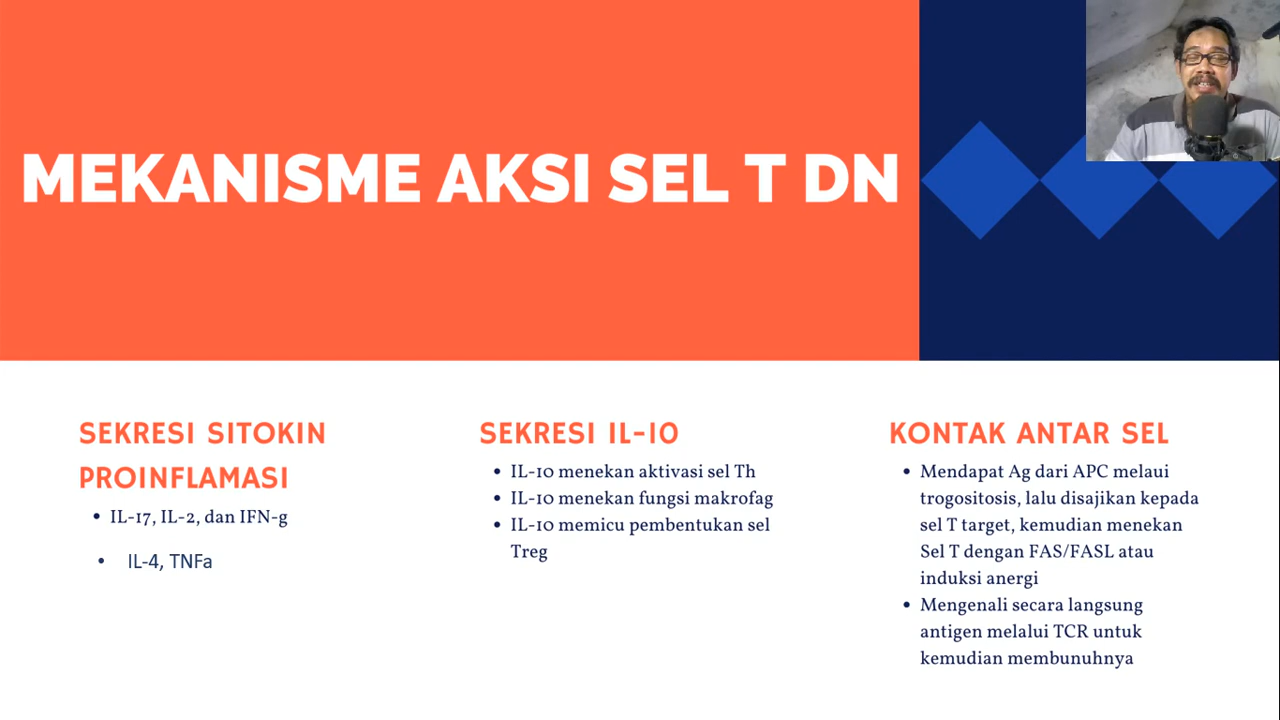 MEKANISME AKSI SEL T DN
SEKRESI SITOKIN
PROINFLAMASI
• IL-17, IL-2, dan IFN-g
• IL-4, TNFa
SEKRESI IL-10
• IL-10 menekan aktivasi sel Th
• IL-10 menekan fungsi makrofag
• IL-10 memicu pembentukan sel
Treg
KONTAK ANTAR SEL
• Mendapat Ag dari APC melaui
trogositosis, lalu disajikan kepada
sel T target, kemudian menekan
Sel T dengan FAS/FASL atau
induksi anergi
• Mengenali secara langsung
antigen melalui TCR untuk
kemudian membunuhnya